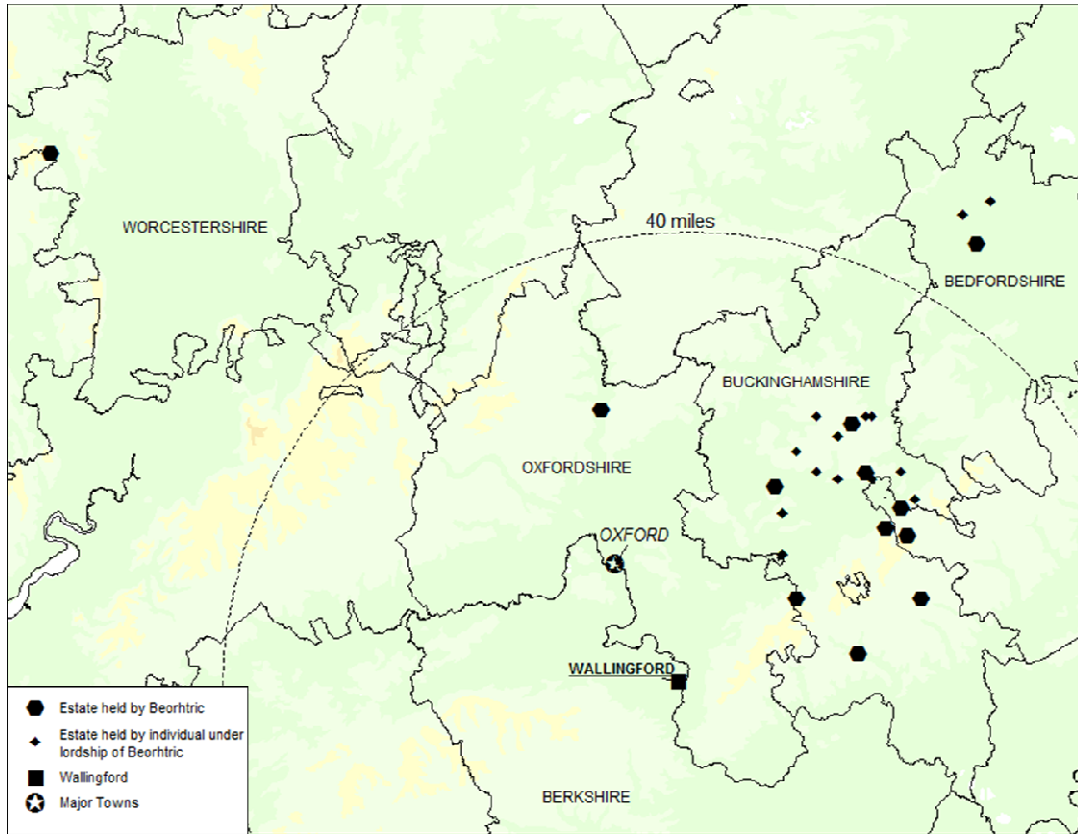 40 miles
WORCESTERSHIRE
BEDFORDSHIRE
BUCKINGHAMSHIRE
OXFORDSHIRE
OXFORD
WALLINGFORD
BERKSHIRE
Estate held by Beorhtric
Estate held by individual under
lordship of Beorhtric
Wallingford
Major Towns